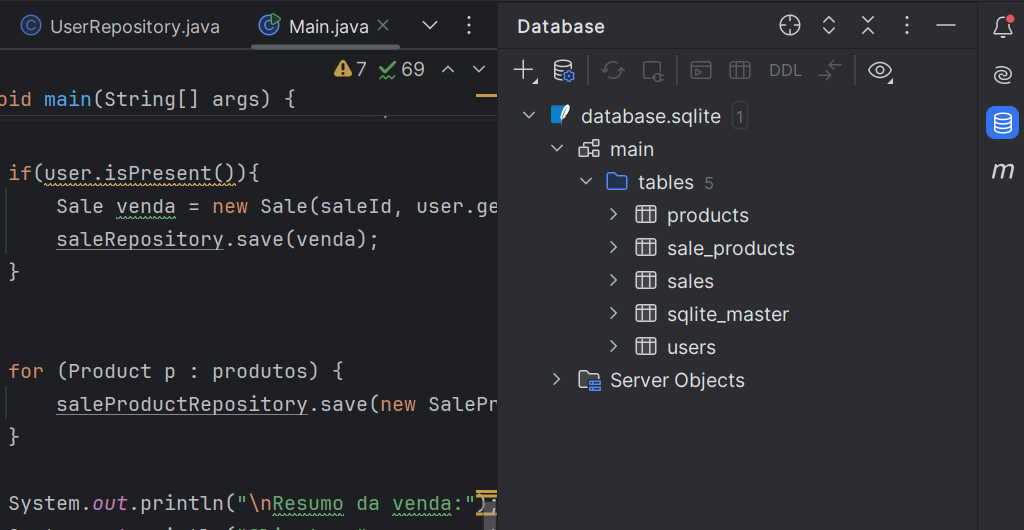 UserRepository.java
Main.java
7 69
oid main(String[] args) {
if(user.isPresent()){
Sale venda = new Sale(saleId, user.ge
saleRepository.save(venda);
}
for (Product p : produtos) {
saleProductRepository.save(new SalePr
}
System.out.println("\nResumo da venda:");
Database
DDL
database.sqlite 1
main
tables 5
products
sale_products
sales
sqlite_master
users
Server Objects
m